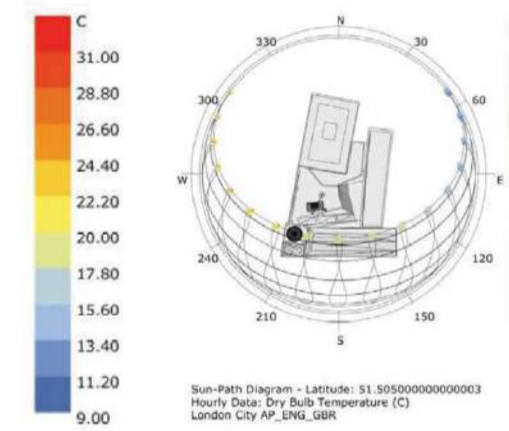 C
31.00
28.80
26.60
24.40
22.20
20.00
17.80
15.60
13.40
11.20
9.00
N
330
30
300
60
W
E
240
120
210
150
S
Sun-Path Diagram - Latitude: 51.505000000000003
Hourly Data: Dry Bulb Temperature (C)
London City AP_ENG_GBR